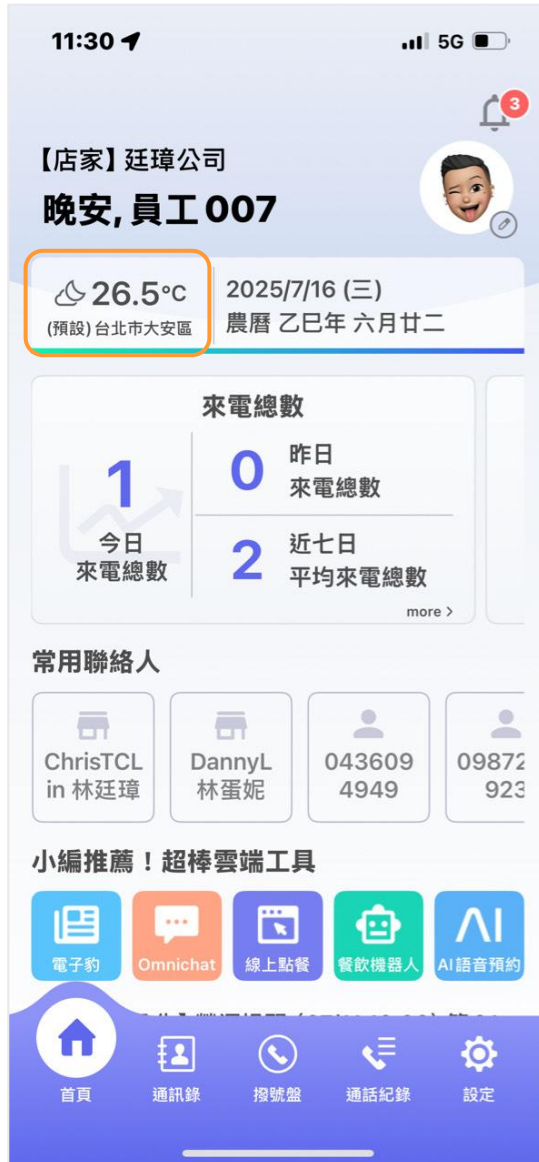 11:30
5G
3
【店家】廷璋公司
晚安, 員工007
26.5°C
(預設)台北市大安區
2025/7/16 (三)
農曆 乙巳年 六月廿二
來電總數
1
今日
來電總數
0
昨日
來電總數
2
近七日
平均來電總數
more >
常用聯絡人
ChrisTCL
in 林廷璋
DannyL
林蛋妮
043609
4949
09872
923
小編推薦！超棒雲端工具
電子豹
Omnichat
線上點餐
餐飲機器人
AI語音預約
首頁
通訊錄
撥號盤
通話紀錄
設定